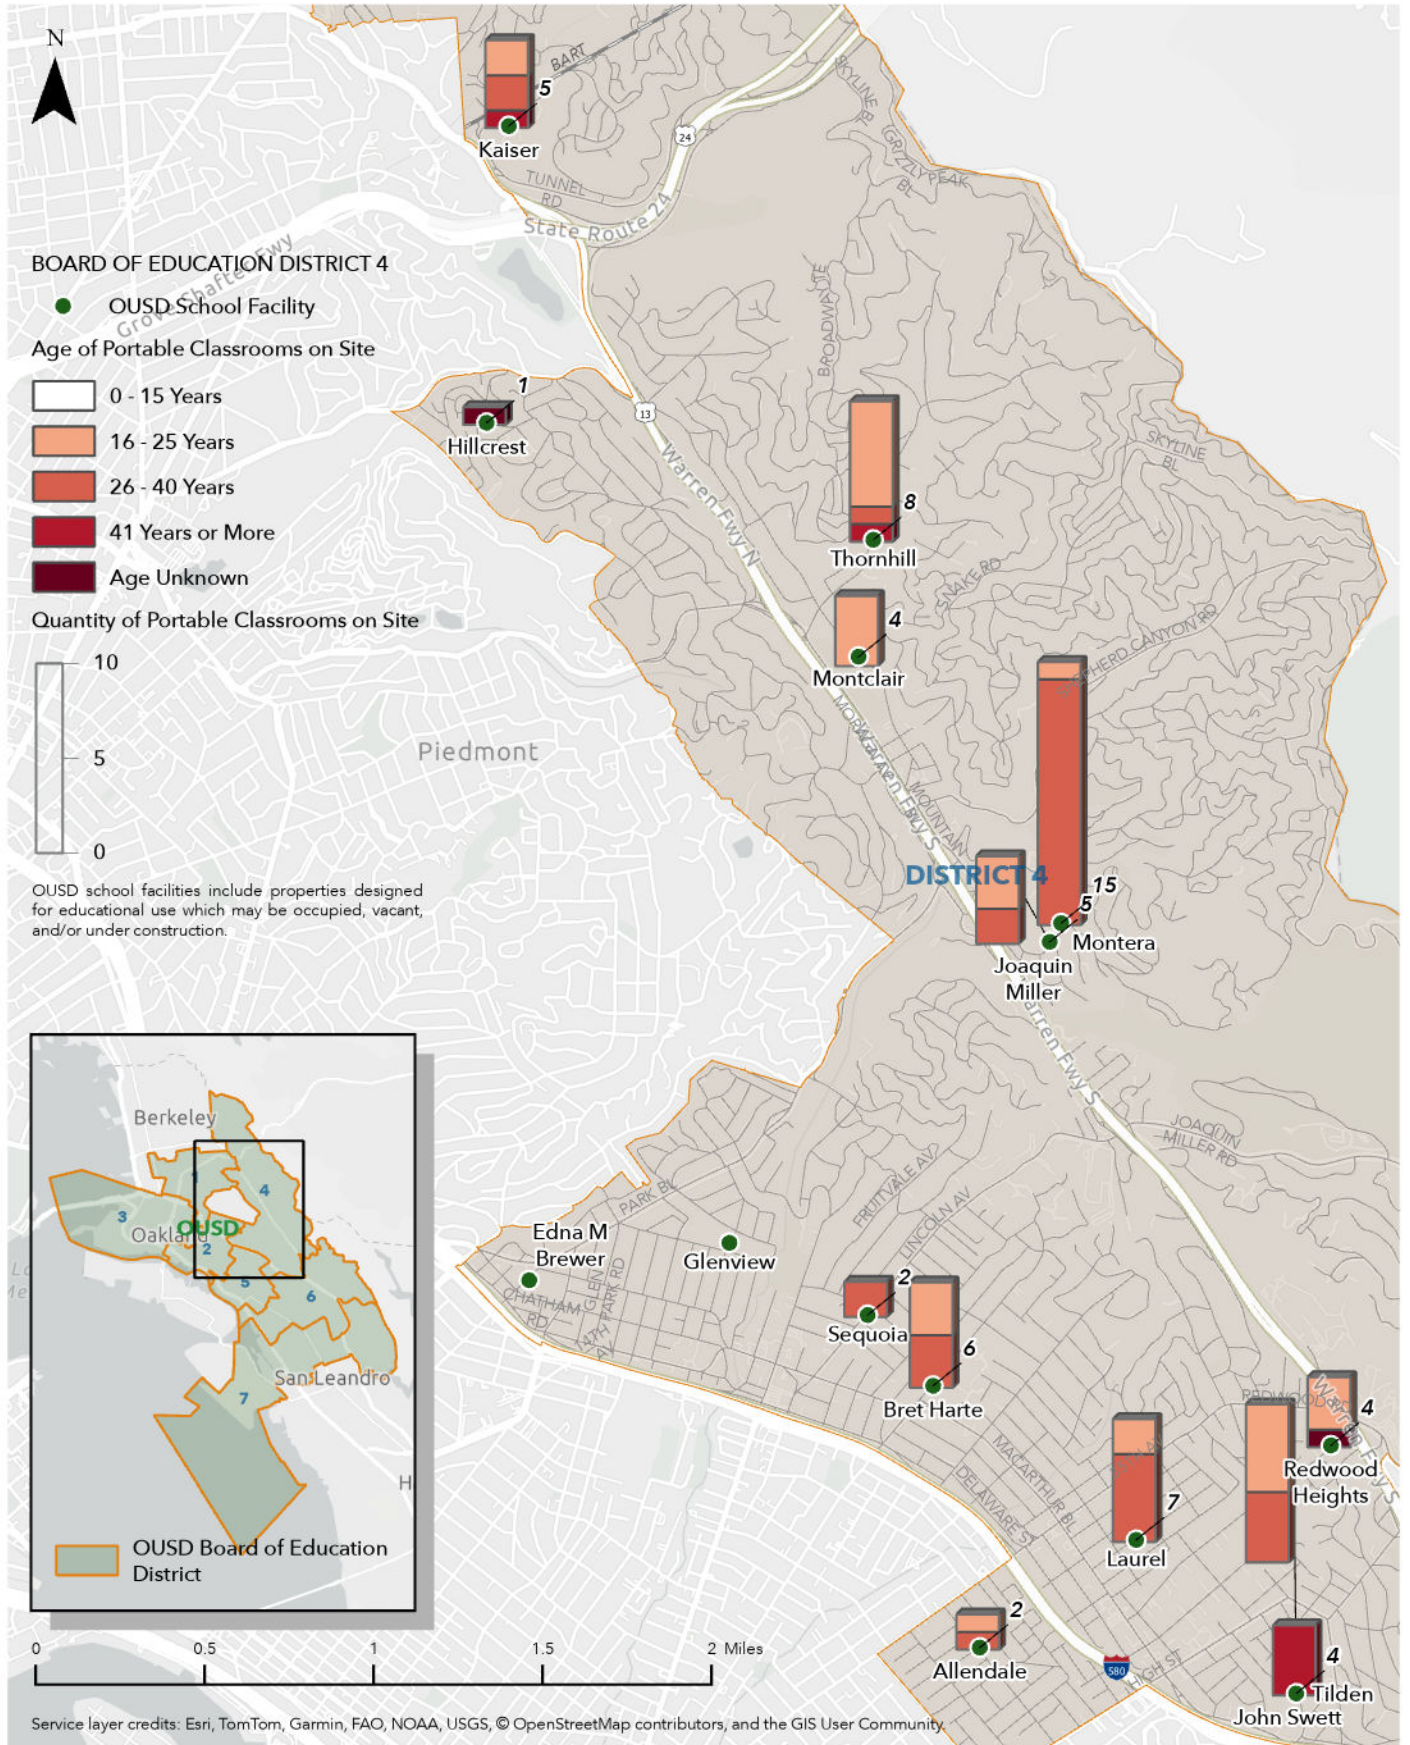 N
BART
5
Kaiser
24
SKYLINE BL
GRIZZLY PEAK BL
TUNNEL RD
State Route 24
Grove Shafter Fwy
BOARD OF EDUCATION DISTRICT 4
OUSD School Facility
Age of Portable Classrooms on Site
0 - 15 Years
16 - 25 Years
26 - 40 Years
41 Years or More
Age Unknown
Quantity of Portable Classrooms on Site
10
5
0
OUSD school facilities include properties designed
for educational use which may be occupied, vacant,
and/or under construction.
1
Hillcrest
13
Warren Fwy N
BROADWAY TE
SKYLINE
BL
8
Thornhill
SNAKE RD
4
Montclair
SHEPHERD CANYON RD
Piedmont
Warren Fwy S
MOUNTAIN
DISTRICT 4
15
5
Montera
Joaquin
Miller
Warren Fwy S
JOAQUIN
MILLER RD
Berkeley
1
4
3
Oakland
OUSD
2
5
6
San Leandro
7
H
OUSD Board of Education
District
PARK BL
FRUITVALE AV
LINCOLN AV
Edna M
Brewer
Glenview
CHATHAM
RD
GLEN PARK RD
14TH AV
2
Sequoia
6
Bret Harte
MACARTHUR BL
DELAWARE ST
7
Laurel
Warren Fwy S
4
Redwood
Heights
2
Allendale
580
HIGH ST
4
Tilden
John Swett
0
0.5
1
1.5
2 Miles
Service layer credits: Esri, TomTom, Garmin, FAO, NOAA, USGS, © OpenStreetMap contributors, and the GIS User Community.